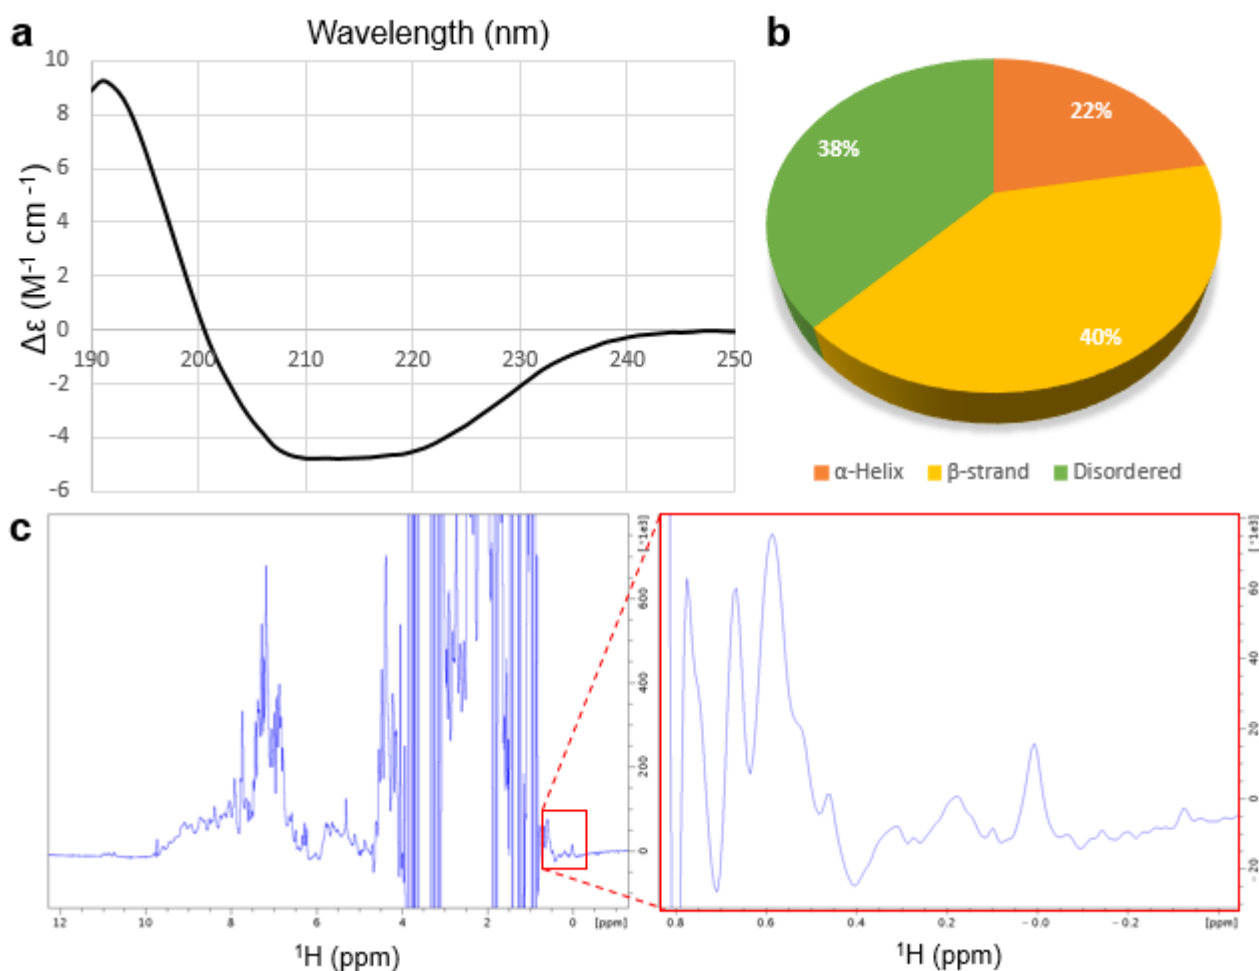 a
Wavelength (nm)
b
10
8
6
4
2
0
-2
-4
-6
Δε (M-1 cm -1)
190 200 210 220 230 240 250
22%
38%
40%
α-Helix β-strand Disordered
c
[ *1e3]
600
400
200
0
12 10 8 6 4 2 0 [ppm]
¹H (ppm)
[ *1e3]
60
40
20
0
- 20
0.8 0.6 0.4 0.2 - 0.0 - 0.2 [ppm]
¹H (ppm)